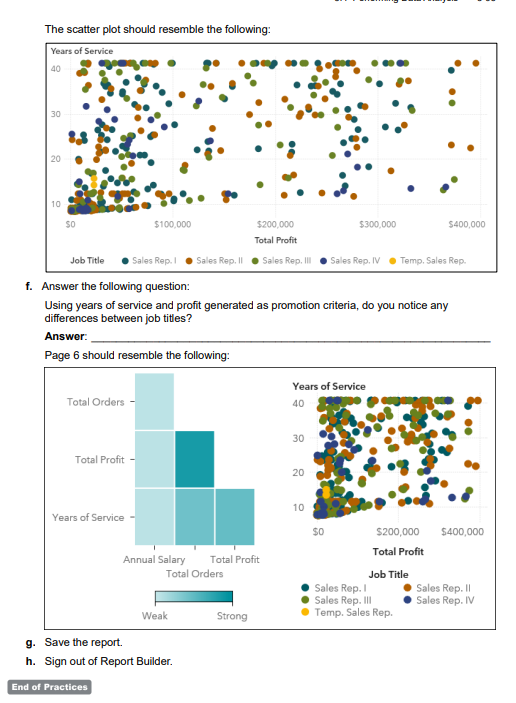 The scatter plot should resemble the following:
Years of Service
40
30
20
10
$0 $100,000 $200,000 $300,000 $400,000
Total Profit
Job Title Sales Rep. I Sales Rep. II Sales Rep. III Sales Rep. IV Temp. Sales Rep.
f. Answer the following question:
Using years of service and profit generated as promotion criteria, do you notice any
differences between job titles?
Answer:
Page 6 should resemble the following:
Total Orders
Total Profit
Years of Service
Annual Salary Total Profit
Total Orders
Weak Strong
Years of Service
40
30
20
10
$0 $200,000 $400,000
Total Profit
Job Title
Sales Rep. I Sales Rep. II
Sales Rep. III Sales Rep. IV
Temp. Sales Rep.
g. Save the report.
h. Sign out of Report Builder.
End of Practices